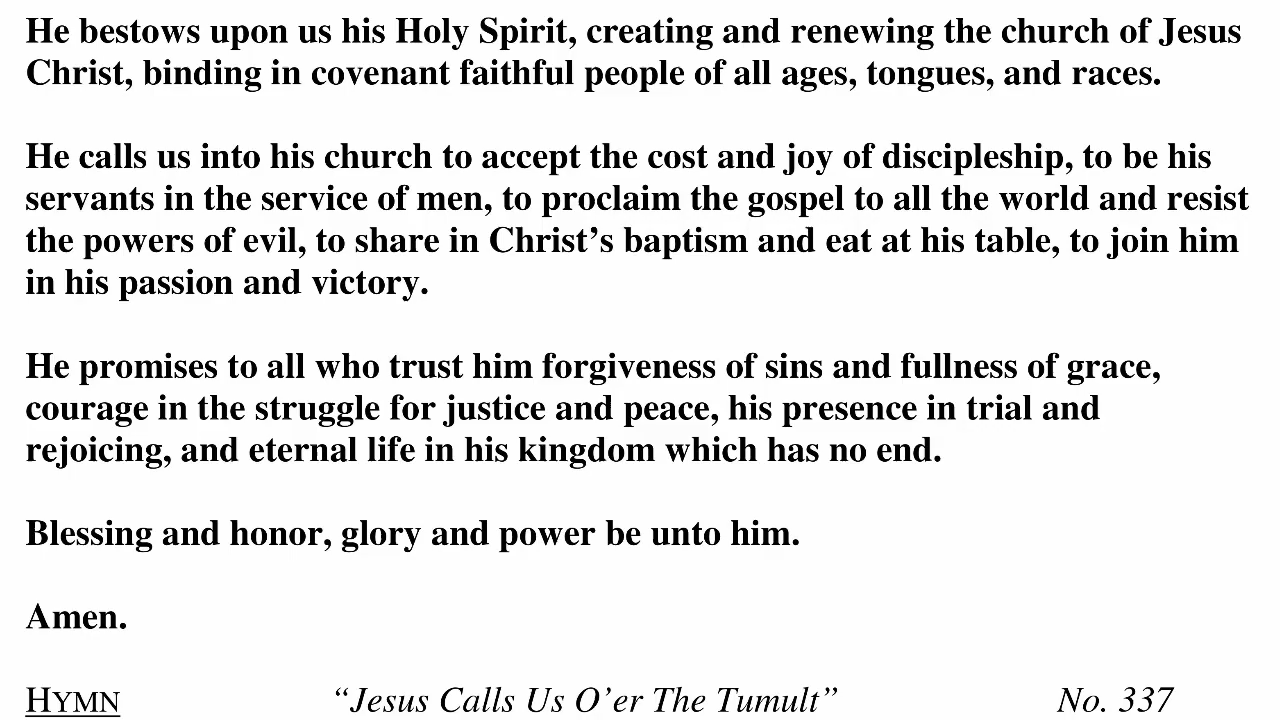 He bestows upon us his Holy Spirit, creating and renewing the church of Jesus
Christ, binding in covenant faithful people of all ages, tongues, and races.
He calls us into his church to accept the cost and joy of discipleship, to be his
servants in the service of men, to proclaim the gospel to all the world and resist
the powers of evil, to share in Christ’s baptism and eat at his table, to join him
in his passion and victory.
He promises to all who trust him forgiveness of sins and fullness of grace,
courage in the struggle for justice and peace, his presence in trial and
rejoicing, and eternal life in his kingdom which has no end.
Blessing and honor, glory and power be unto him.
Amen.
HYMN “Jesus Calls Us O’er The Tumult” No. 337